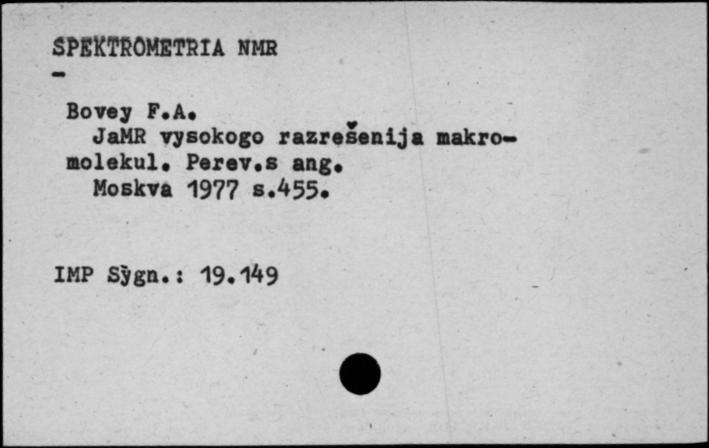 SPEKTROMETRIA NMR
-
Bovey F.A.
JaMR vysokogo razrešenija makro-
molekul. Perev.s ang.
Moskva 1977 s.455.
IMP Sygn.: 19.149